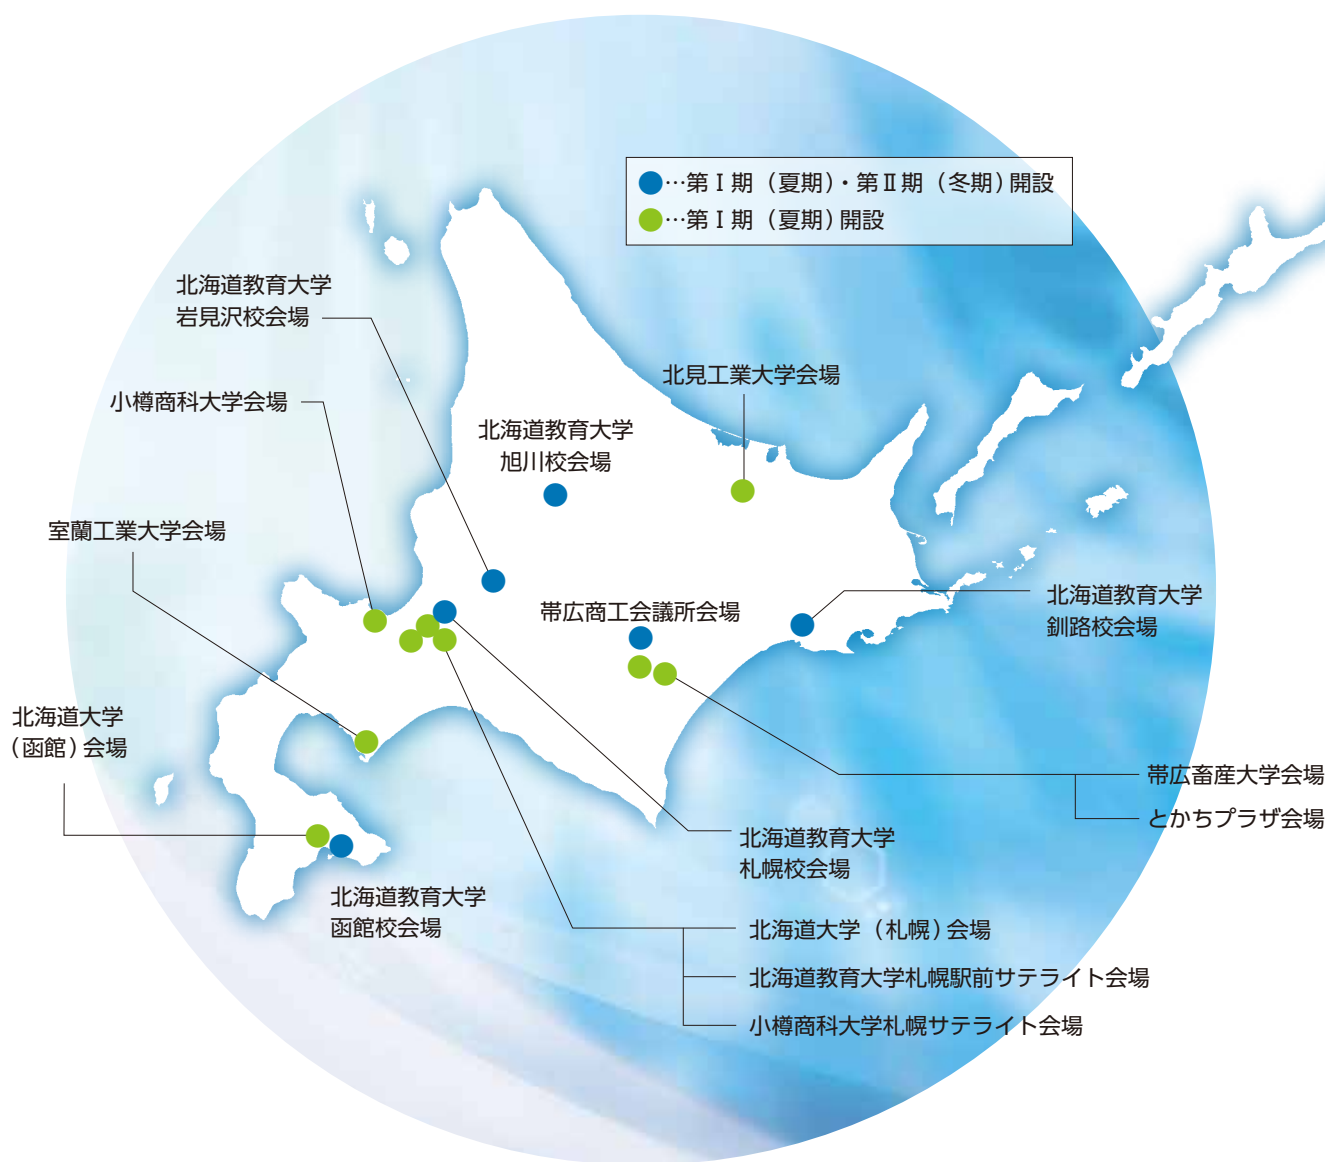 ●…第Ⅰ期（夏期）・第Ⅱ期（冬期）開設
●…第Ⅰ期（夏期）開設
北海道教育大学
岩見沢校会場
小樽商科大学会場
北見工業大学会場
北海道教育大学
旭川校会場
室蘭工業大学会場
帯広商工会議所会場
北海道教育大学
釧路校会場
北海道大学
（函館）会場
帯広畜産大学会場
とかちプラザ会場
北海道教育大学
札幌校会場
北海道教育大学
函館校会場
北海道大学（札幌）会場
北海道教育大学札幌駅前サテライト会場
小樽商科大学札幌サテライト会場